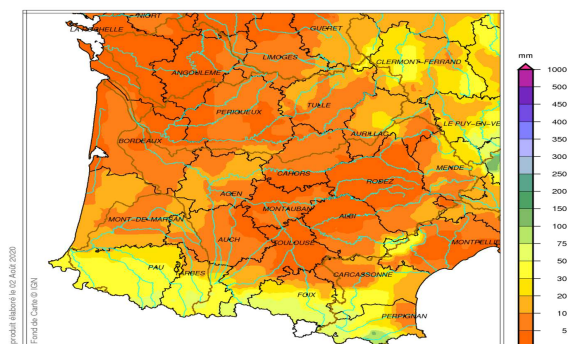 NIORT
GUERET
LA ROCHELLE
LIMOGES
CLERMONT-FERRAND
ANGOULEME
TULLE
PERIGUEUX
LE PUY-EN-VE
AURILLAC
BORDEAUX
MENDE
CAHORS
RODEZ
AGEN
MONTAUBAN
MONT-DE-MARSAN
ALBI
AUCH
TOULOUSE
MONTPELLIE
PAU
TARBES
CARCASSONNE
FOIX
PERPIGNAN
mm
1000
500
450
400
350
300
250
200
150
100
75
50
30
20
10
5
produit élaboré le 02 Août 2020
Fond de Carte © IGN